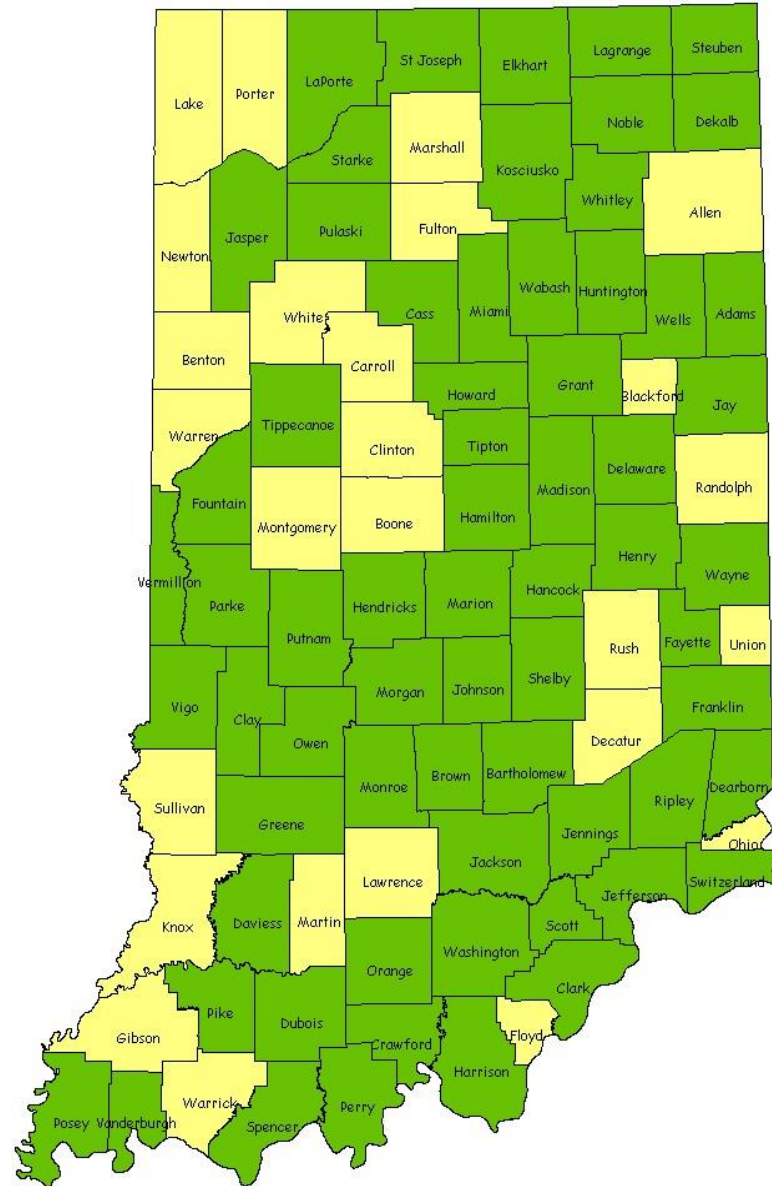 Lake
Porter
LaPorte
St Joseph
Elkhart
Lagrange
Steuben
Noble
Dekalb
Starke
Marshall
Kosciusko
Whitley
Allen
Newton
Jasper
Pulaski
Fulton
White
Cass
Miami
Wabash
Huntington
Wells
Adams
Benton
Carroll
Howard
Grant
Blackford
Jay
Warren
Tippecanoe
Clinton
Tipton
Madison
Delaware
Randolph
Fountain
Montgomery
Boone
Hamilton
Henry
Vermillion
Parke
Putnam
Hendricks
Marion
Hancock
Wayne
Rush
Fayette
Union
Vigo
Clay
Owen
Morgan
Johnson
Shelby
Franklin
Decatur
Sullivan
Greene
Monroe
Brown
Bartholomew
Jennings
Ripley
Dearborn
Ohio
Knox
Daviess
Martin
Lawrence
Jackson
Jefferson
Switzerland
Orange
Washington
Scott
Clark
Gibson
Pike
Dubois
Crawford
Harrison
Floyd
Posey
Vanderburgh
Warrick
Spencer
Perry